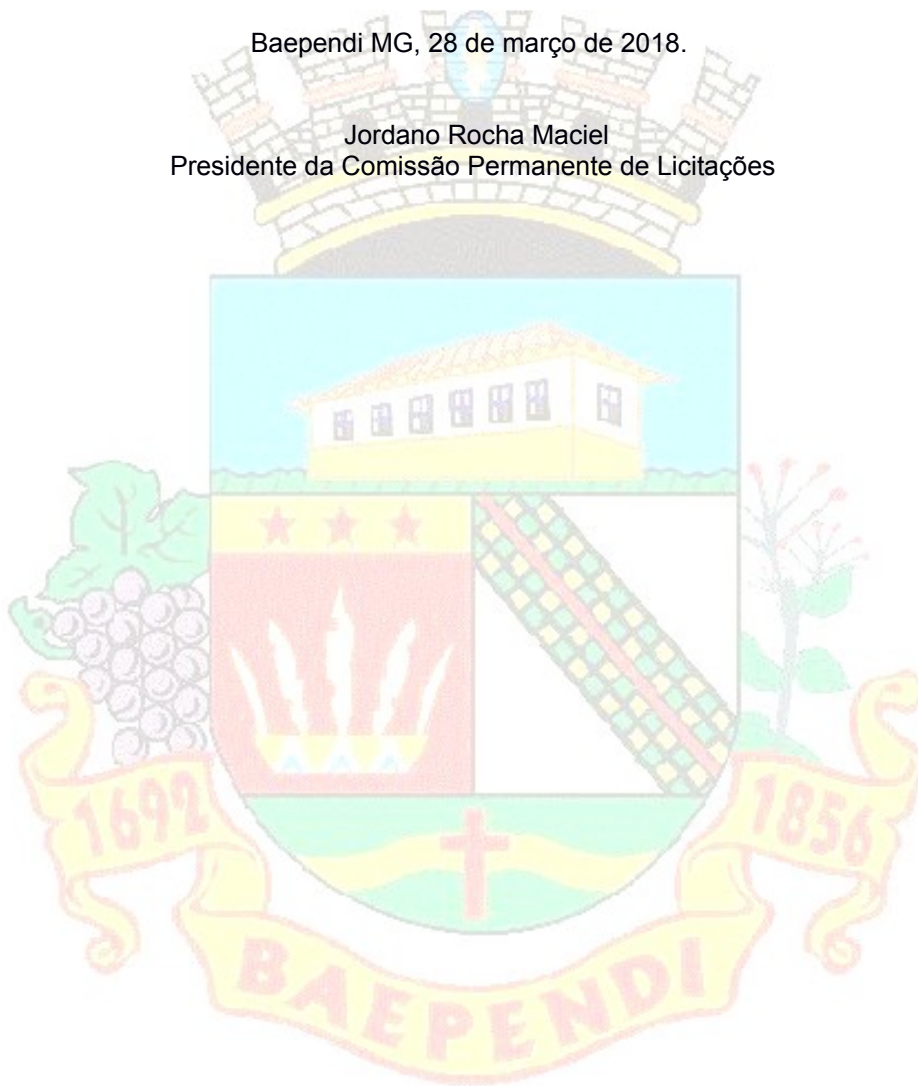 Baependi MG, 28 de março de 2018.
Jordano Rocha Maciel
Presidente da Comissão Permanente de Licitações
1692
1856
BAEPENDI